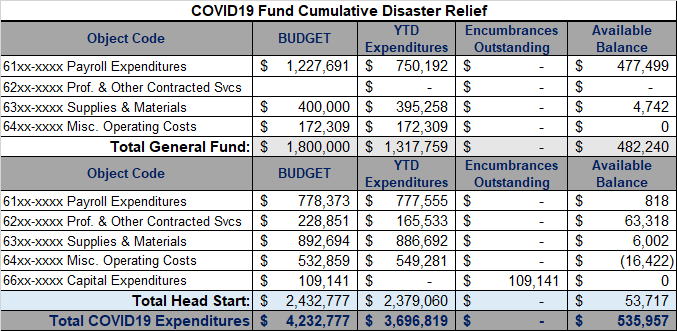 COVID19 Fund Cumulative Disaster Relief
Object Code BUDGET YTD Expenditures Encumbrances Outstanding Available Balance
61xx-xxxx Payroll Expenditures $ 1,227,691 $ 750,192 $ - $ 477,499
62xx-xxxx Prof. & Other Contracted Svcs $ - $ - $ -
63xx-xxxx Supplies & Materials $ 400,000 $ 395,258 $ - $ 4,742
64xx-xxxx Misc. Operating Costs $ 172,309 $ 172,309 $ - $ 0
Total General Fund: $ 1,800,000 $ 1,317,759 $ - $ 482,240
Object Code BUDGET YTD Expenditures Encumbrances Outstanding Available Balance
61xx-xxxx Payroll Expenditures $ 778,373 $ 777,555 $ - $ 818
62xx-xxxx Prof. & Other Contracted Svcs $ 228,851 $ 165,533 $ - $ 63,318
63xx-xxxx Supplies & Materials $ 892,694 $ 886,692 $ - $ 6,002
64xx-xxxx Misc. Operating Costs $ 532,859 $ 549,281 $ - $ (16,422)
66xx-xxxx Capital Expenditures $ 109,141 $ - $ 109,141 $ 0
Total Head Start: $ 2,432,777 $ 2,379,060 $ - $ 53,717
Total COVID19 Expenditures $ 4,232,777 $ 3,696,819 $ - $ 535,957